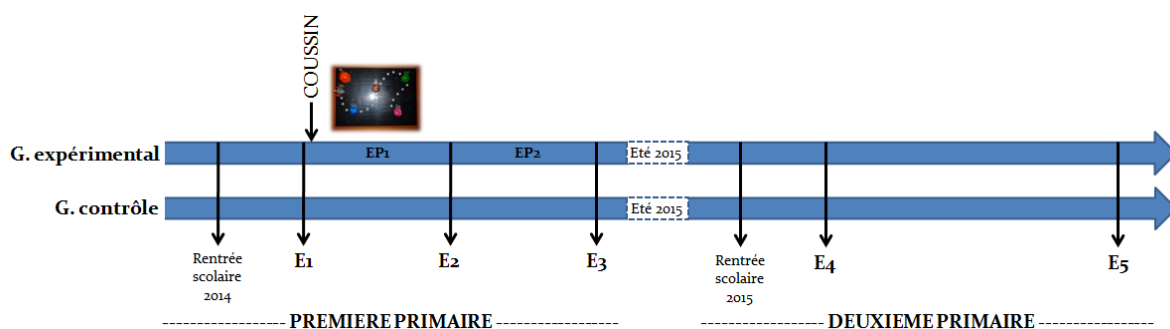 COUSSIN
G. expérimental
EP1
EP2
Eté 2015
G. contrôle
Eté 2015
Rentrée
scolaire
2014
E1
E2
E3
Rentrée
scolaire
2015
E4
E5
PREMIERE PRIMAIRE
DEUXIEME PRIMAIRE